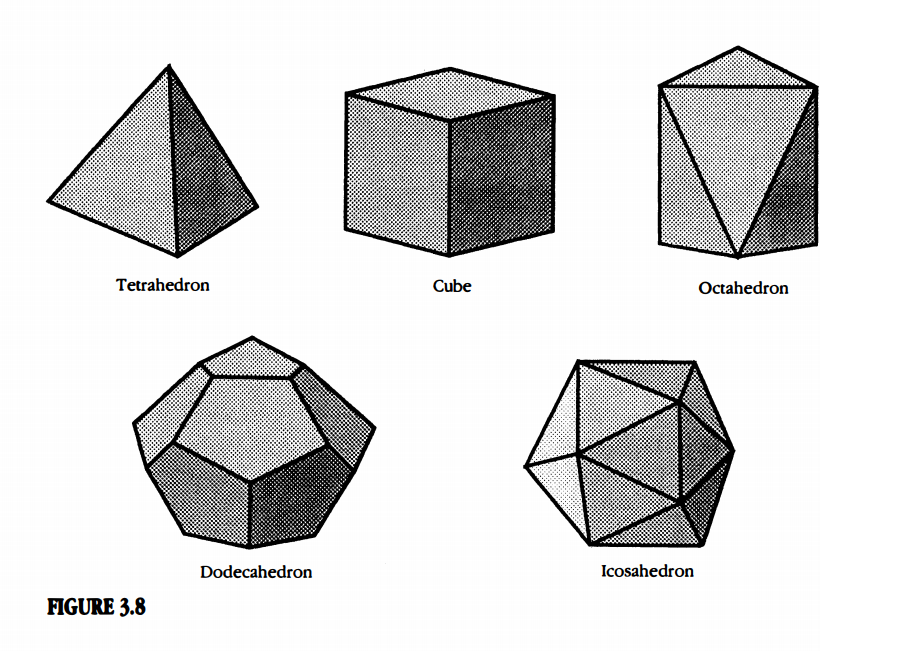 Tetrahedron
Cube
Octahedron
Dodecahedron
Icosahedron
FIGURE 3.8